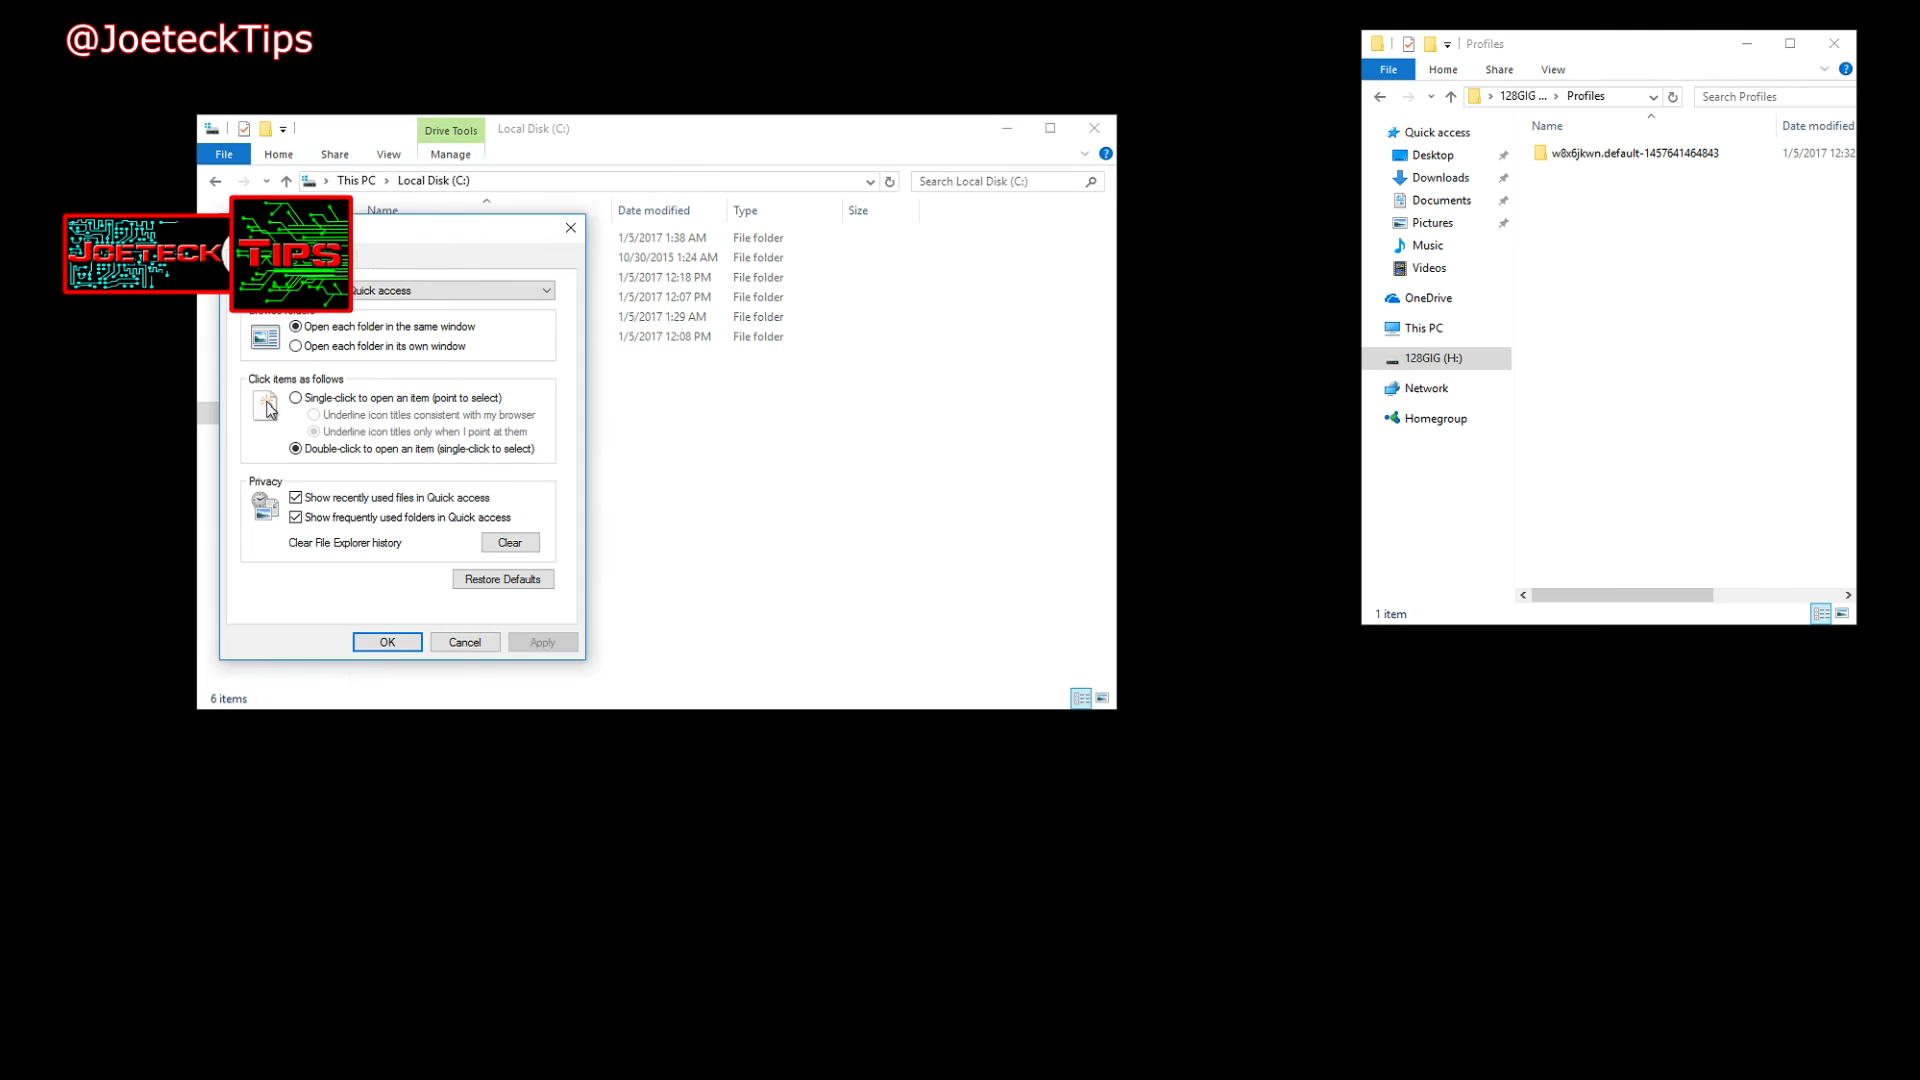 @JoeteckTips
Drive Tools
Local Disk (C:)
File
Home
Share
View
Manage
This PC
Local Disk (C:)
Search Local Disk (C:)
Name
Date modified
Type
Size
1/5/2017 1:38 AM
File folder
10/30/2015 1:24 AM
File folder
1/5/2017 12:18 PM
File folder
1/5/2017 12:07 PM
File folder
1/5/2017 1:29 AM
File folder
1/5/2017 12:08 PM
File folder
JOETECK
TIPS
Quick access
Open each folder in the same window
Open each folder in its own window
Click items as follows
Single-click to open an item (point to select)
Underline icon titles consistent with my browser
Underline icon titles only when I point at them
Double-click to open an item (single-click to select)
Privacy
Show recently used files in Quick access
Show frequently used folders in Quick access
Clear File Explorer history
Clear
Restore Defaults
OK
Cancel
Apply
6 items
Profiles
File
Home
Share
View
128GIG ...
Profiles
Search Profiles
Quick access
Desktop
Downloads
Documents
Pictures
Music
Videos
OneDrive
This PC
128GIG (H:)
Network
Homegroup
Name
Date modified
w8x6jkwn.default-1457641464843
1/5/2017 12:32
1 item